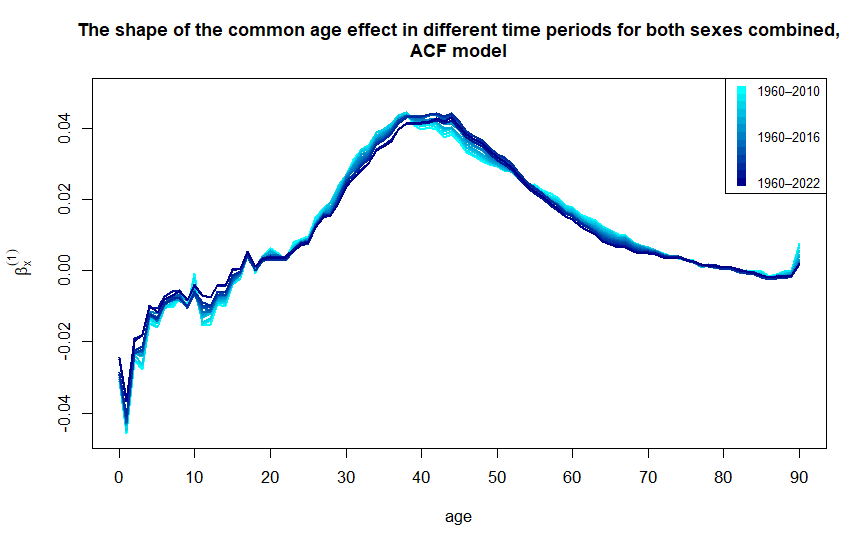 The shape of the common age effect in different time periods for both sexes combined,
ACF model
1960–2010
1960–2016
1960–2022
0.04
0.02
0.00
-0.02
-0.04
βx(1)
0 10 20 30 40 50 60 70 80 90
age